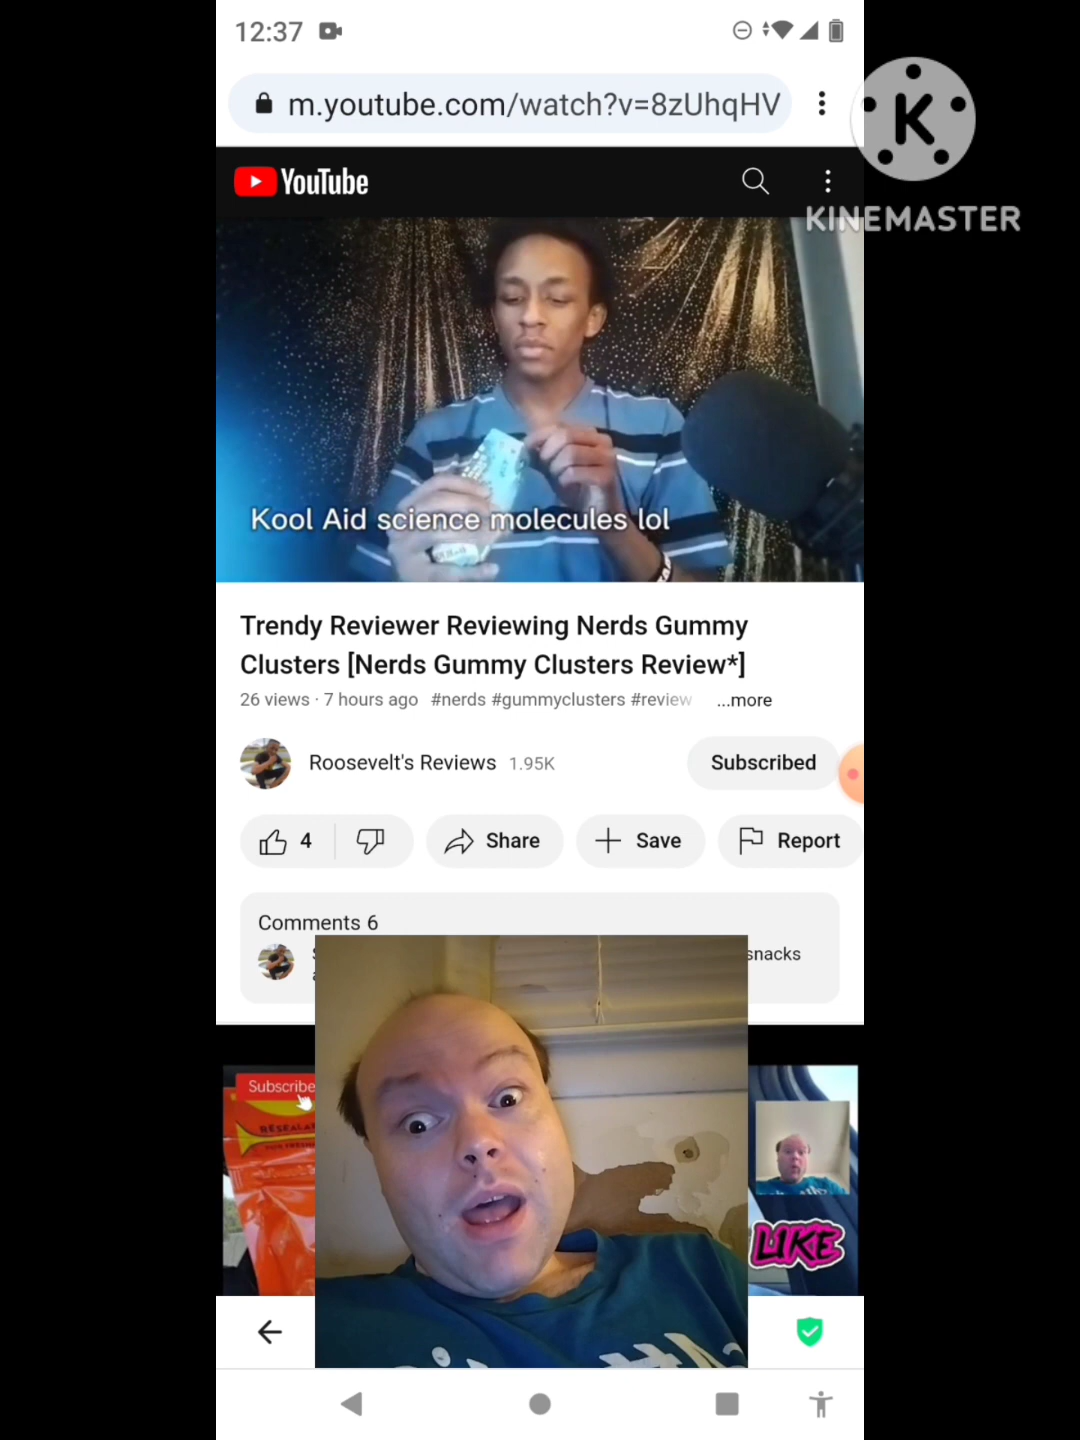 12:37
m.youtube.com/watch?v=8zUhqHV
K
KINEMASTER
YouTube
Kool Aid science molecules lol
Trendy Reviewer Reviewing Nerds Gummy
Clusters [Nerds Gummy Clusters Review*]
26 views · 7 hours ago #nerds #gummyclusters #review ...more
Roosevelt's Reviews 1.95K
Subscribed
4
Share
Save
Report
Comments 6
snacks
Subscribe
LIKE